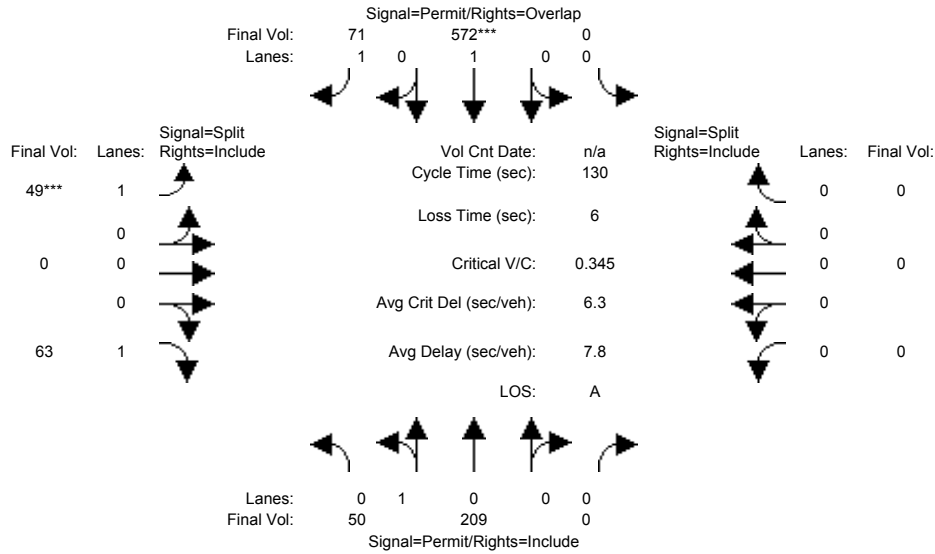 Signal=Permit/Rights=Overlap
Final Vol: 71 572*** 0
Lanes: 1 0 1 0 0
Signal=Split
Final Vol: Lanes: Rights=Include
Vol Cnt Date: n/a
Signal=Split
Rights=Include Lanes: Final Vol:
Cycle Time (sec): 130
49*** 1
0 0
Loss Time (sec): 6
0
0
0 0
Critical V/C: 0.345
0 0
0
Avg Crit Del (sec/veh): 6.3
0
63 1
Avg Delay (sec/veh): 7.8
0 0
LOS: A
Lanes: 0 1 0 0 0
Final Vol: 50 209 0
Signal=Permit/Rights=Include